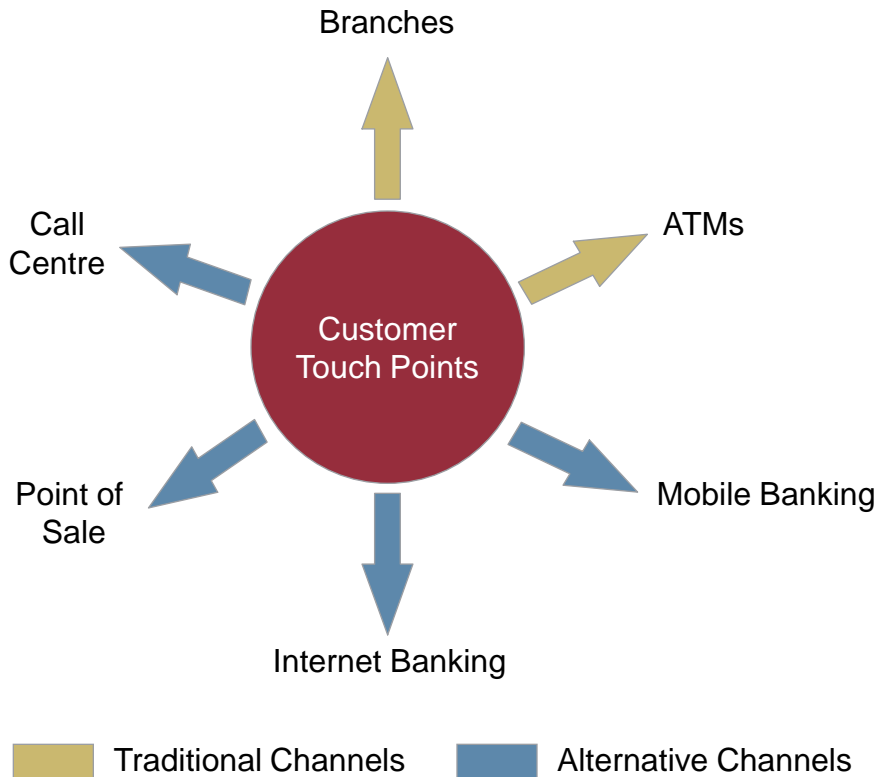 Branches
Call
Centre
ATMs
Customer
Touch Points
Point of
Sale
Mobile Banking
Internet Banking
Traditional Channels
Alternative Channels